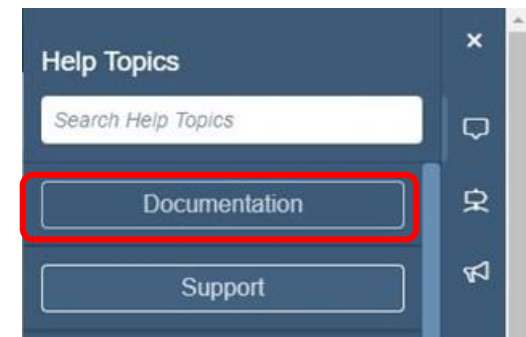 Help Topics
Search Help Topics
Documentation
Support